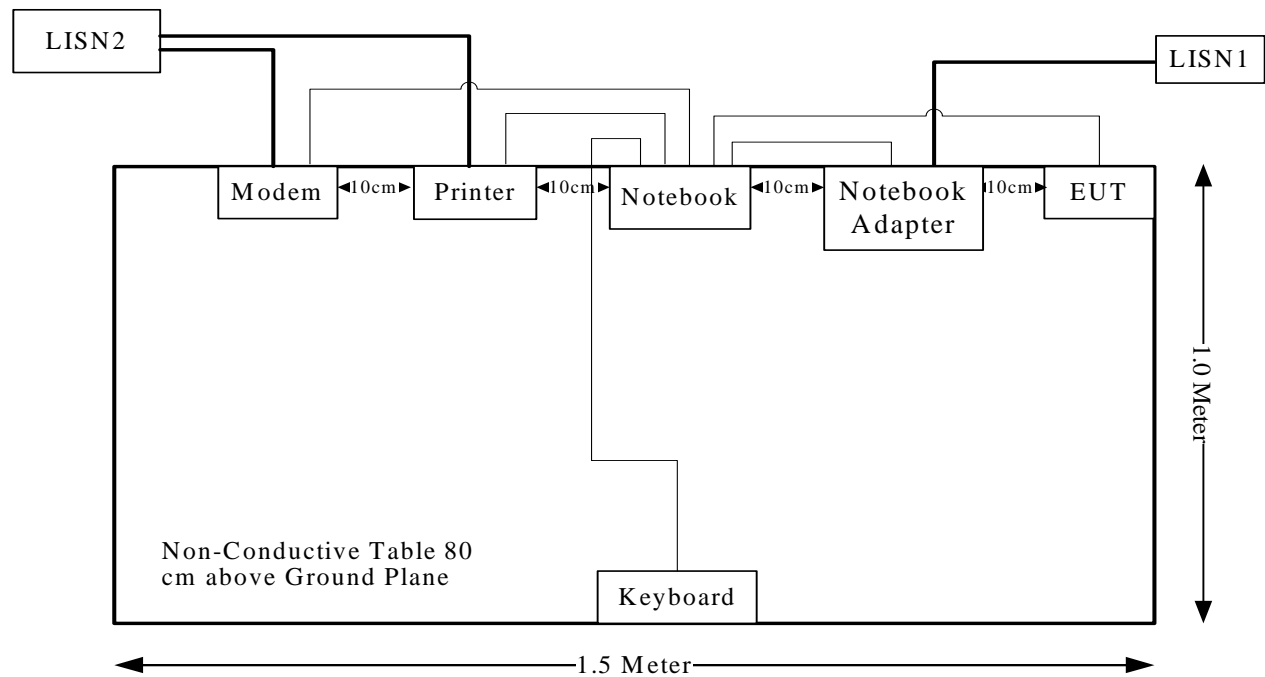 LISN2
LISN1
Modem
10cm
Printer
10cm
Notebook
10cm
Notebook
Adapter
10cm
EUT
1.0 Meter
Non-Conductive Table 80
cm above Ground Plane
Keyboard
1.5 Meter